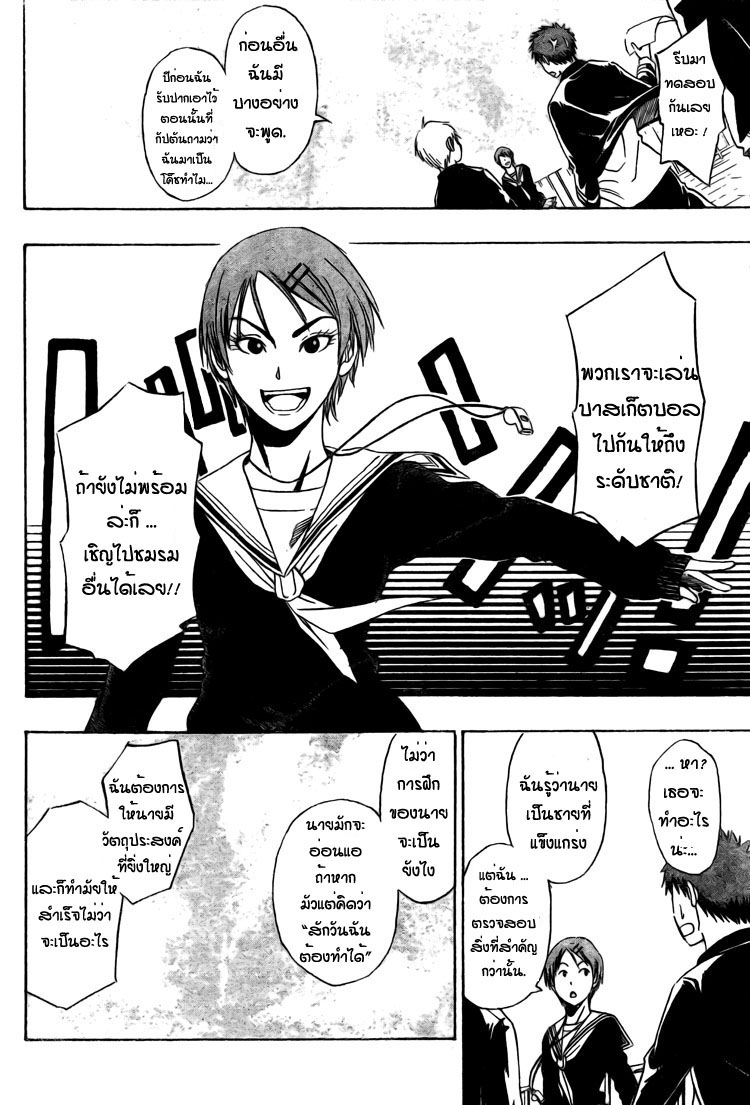 รีบมา
ทดสอบ
กันเลย
เหอะ!
ก่อนอื่น
ฉันมี
บางอย่าง
จะพูด.
ปีก่อนฉัน
รับปากเอาไว้
ตอนนั้นที่
กัปตันถามว่า
ฉันมาเป็น
โค๊ชทำไม...
พวกเราจะเล่น
บาสเก็ตบอล
ไปกันให้ถึง
ระดับชาติ!
ถ้ายังไม่พร้อม
ล่ะก็ ...
เชิญไปชมรม
อื่นได้เลย!!
... หา?
เธอจะ
ทำอะไร
น่ะ...
ฉันรู้ว่านาย
เป็นชายที่
แข็งแกร่ง
แต่ฉัน ...
ต้องการ
ตรวจสอบ
สิ่งที่สำคัญ
กว่านั้น.
ไม่ว่า
การฝึก
ของนาย
จะเป็น
ยังไง
นายมักจะ
อ่อนแอ
ถ้าหาก
มัวแต่คิดว่า
"สักวันฉัน
ต้องทำได้"
ฉันต้องการ
ให้นายมี
วัตถุประสงค์
ที่ยิ่งใหญ่
และก็ทำมัยให้
สำเร็จไม่ว่า
จะเป็นอะไร